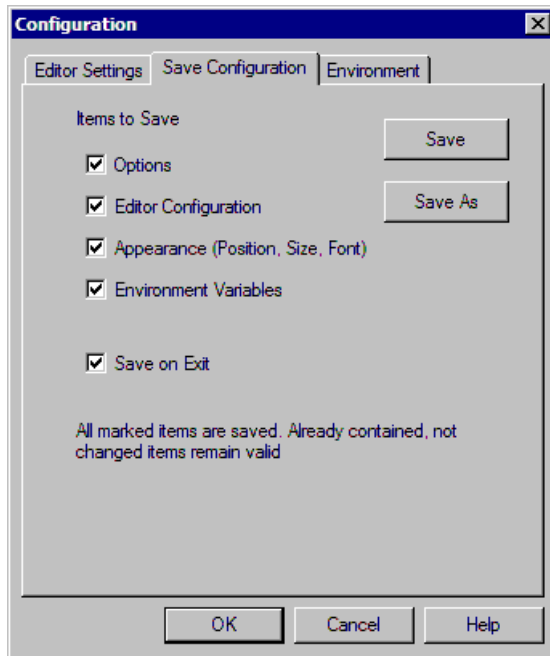 Configuration
Editor Settings
Save Configuration
Environment
Items to Save
Save
Options
Save As
Editor Configuration
Appearance (Position, Size, Font)
Environment Variables
Save on Exit
All marked items are saved. Already contained, not
changed items remain valid
OK
Cancel
Help